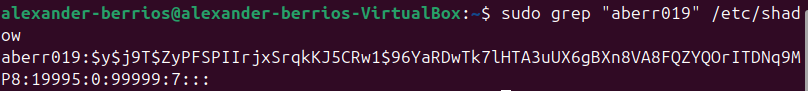 alexander-berrios@alexander-berrios-VirtualBox:~$ sudo grep "aberr019" /etc/shad
ow
aberr019:$y$j9T$ZyPFSPIIrjxSrqkKJ5CRw1$96YaRDwTk7lHTA3uUX6gBXn8VA8FQZYQOrITDNq9M
P8:19995:0:99999:7:::